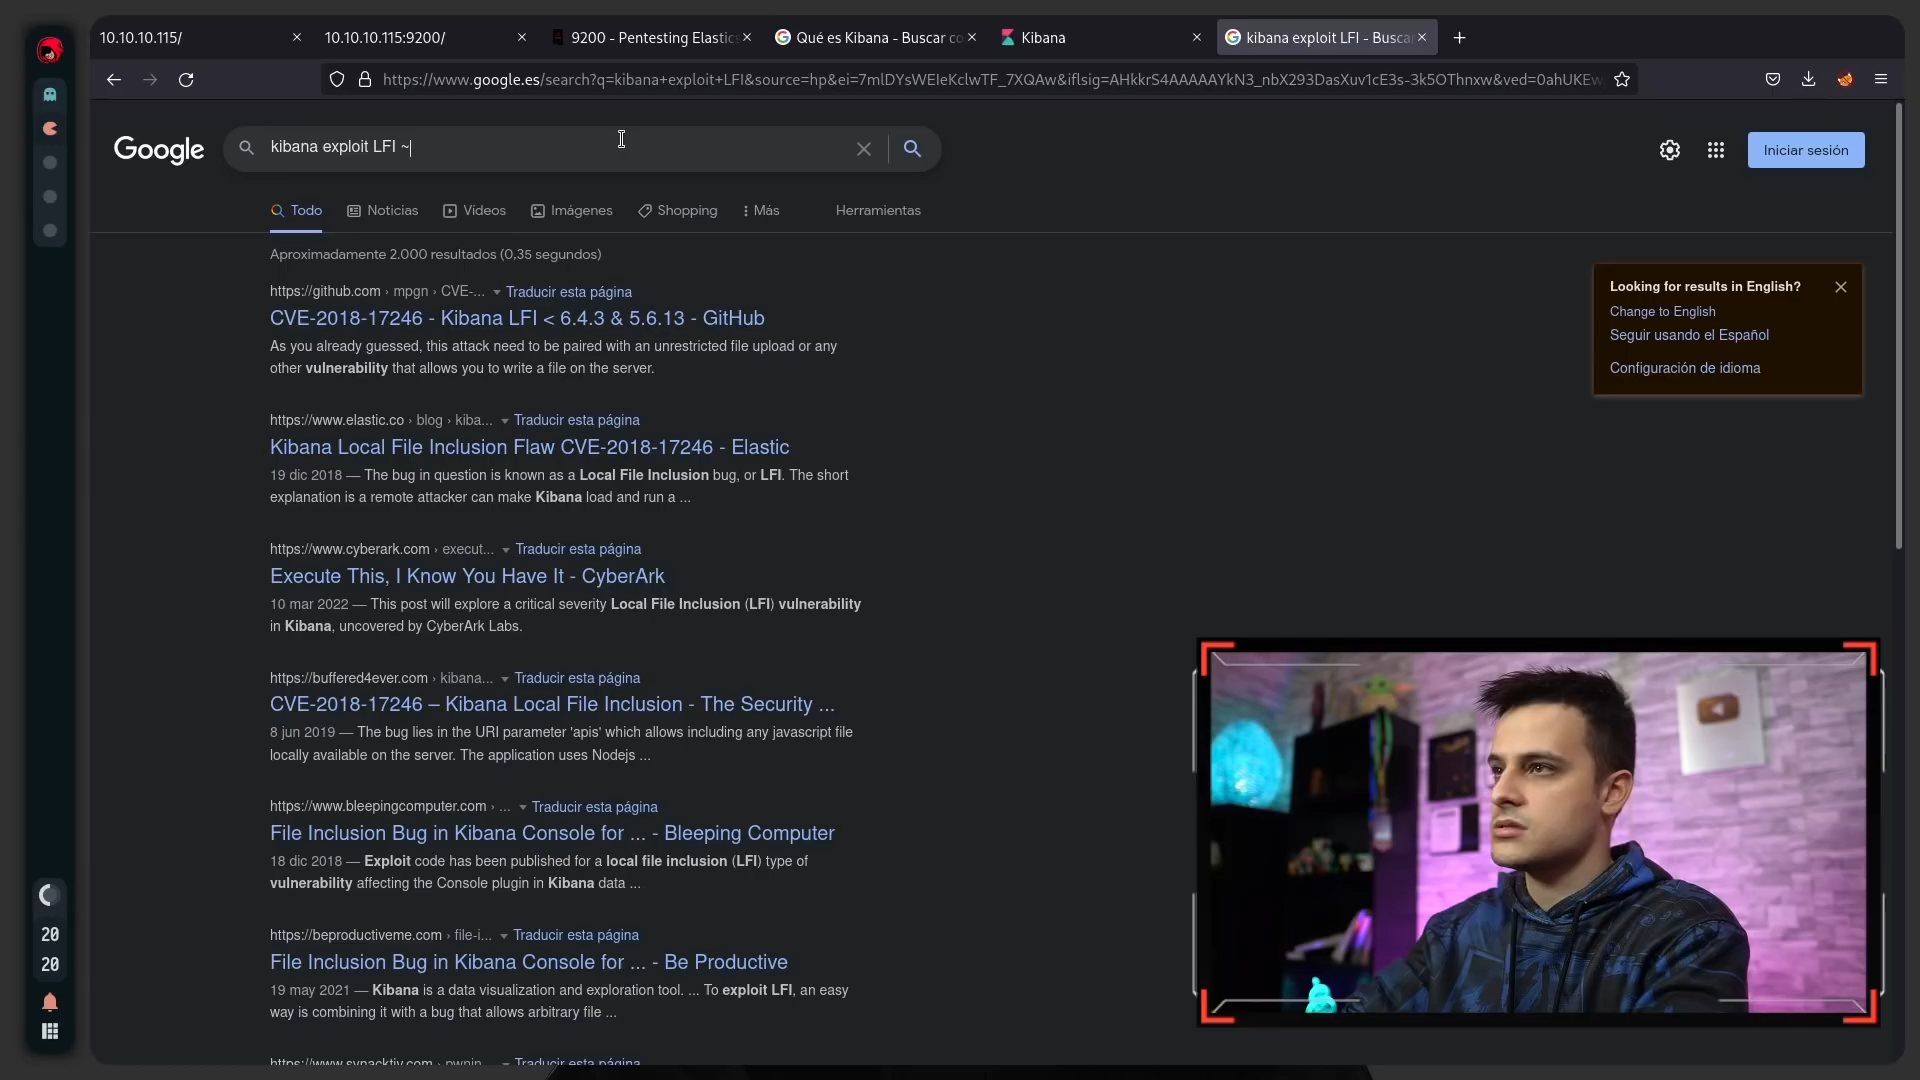 10.10.10.115/
10.10.10.115:9200/
9200 - Pentesting Elastics
Qué es Kibana - Buscar co
Kibana
kibana exploit LFI - Busca
https://www.google.es/search?q=kibana+exploit+LFI&source=hp&ei=7mlDYsWEIeKclwTF_7XQAw&iflsig=AHkkrS4AAAAAYkN3_nbX293DasXuv1cE3s-3k5OThnxw&ved=0ahUKEw
Google
kibana exploit LFI ~
Iniciar sesión
Todo
Noticias
Vídeos
Imágenes
Shopping
Más
Herramientas
Aproximadamente 2.000 resultados (0,35 segundos)
https://github.com › mpgn › CVE-... Traducir esta página
CVE-2018-17246 - Kibana LFI < 6.4.3 & 5.6.13 - GitHub
As you already guessed, this attack need to be paired with an unrestricted file upload or any
other vulnerability that allows you to write a file on the server.
https://www.elastic.co › blog › kiba... Traducir esta página
Kibana Local File Inclusion Flaw CVE-2018-17246 - Elastic
19 dic 2018 — The bug in question is known as a Local File Inclusion bug, or LFI. The short
explanation is a remote attacker can make Kibana load and run a ...
https://www.cyberark.com › execut... Traducir esta página
Execute This, I Know You Have It - CyberArk
10 mar 2022 — This post will explore a critical severity Local File Inclusion (LFI) vulnerability
in Kibana, uncovered by CyberArk Labs.
https://buffered4ever.com › kibana... Traducir esta página
CVE-2018-17246 – Kibana Local File Inclusion - The Security ...
8 jun 2019 — The bug lies in the URI parameter 'apis' which allows including any javascript file
locally available on the server. The application uses Nodejs ...
https://www.bleepingcomputer.com › ... Traducir esta página
File Inclusion Bug in Kibana Console for ... - Bleeping Computer
18 dic 2018 — Exploit code has been published for a local file inclusion (LFI) type of
vulnerability affecting the Console plugin in Kibana data ...
https://beproductiveme.com › file-i... Traducir esta página
File Inclusion Bug in Kibana Console for ... - Be Productive
19 may 2021 — Kibana is a data visualization and exploration tool. ... To exploit LFI, an easy
way is combining it with a bug that allows arbitrary file ...
https://www.synacktiv.com › pwnin... Traducir esta página
Looking for results in English?
Change to English
Seguir usando el Español
Configuración de idioma
20
20